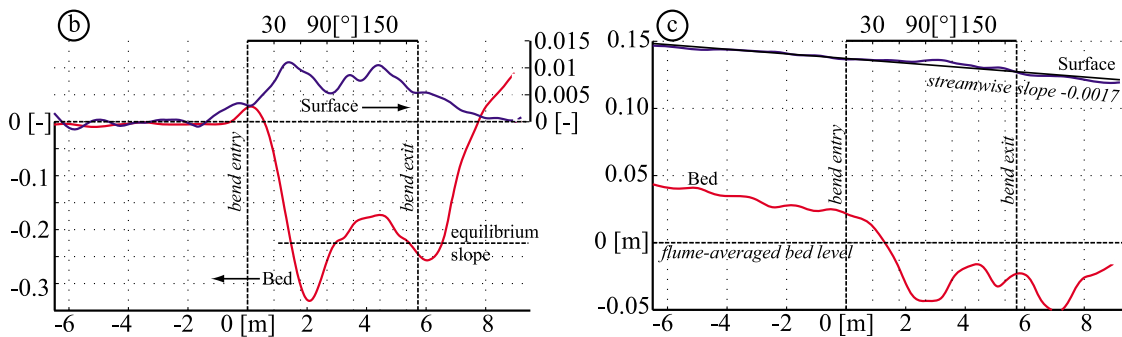 b
30 90[°]150
0.015
0.01
0.005
0 [-]
Surface
0 [-]
bend entry
bend exit
-0.1
-0.2
-0.3
equilibrium
slope
Bed
-6 -4 -2 0 [m] 2 4 6 8
c
30 90[°]150
0.15
0.10
0.05
0 [m]
-0.05
Surface
streamwise slope -0.0017
Bed
bend entry
bend exit
flume-averaged bed level
-6 -4 -2 0 [m] 2 4 6 8